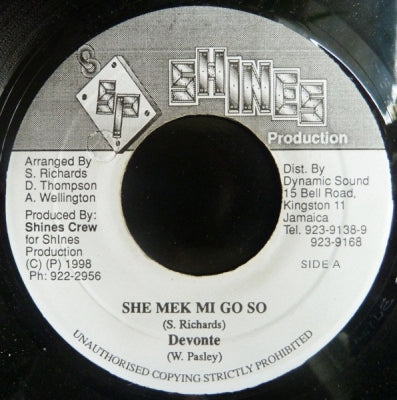 S
SP
SHINES
Production
Arranged By
S. Richards
D. Thompson
A. Wellington
Produced By:
Shines Crew
for ShInes
Production
(C) (P) 1998
Ph: 922-2956
Dist. By
Dynamic Sound
15 Bell Road,
Kingston 11
Jamaica
Tel. 923-9138-9
923-9168
SIDE A
SHE MEK MI GO SO
(S. Richards)
Devonte
(W. Pasley)
UNAUTHORISED COPYING STRICTLY PROHIBITED